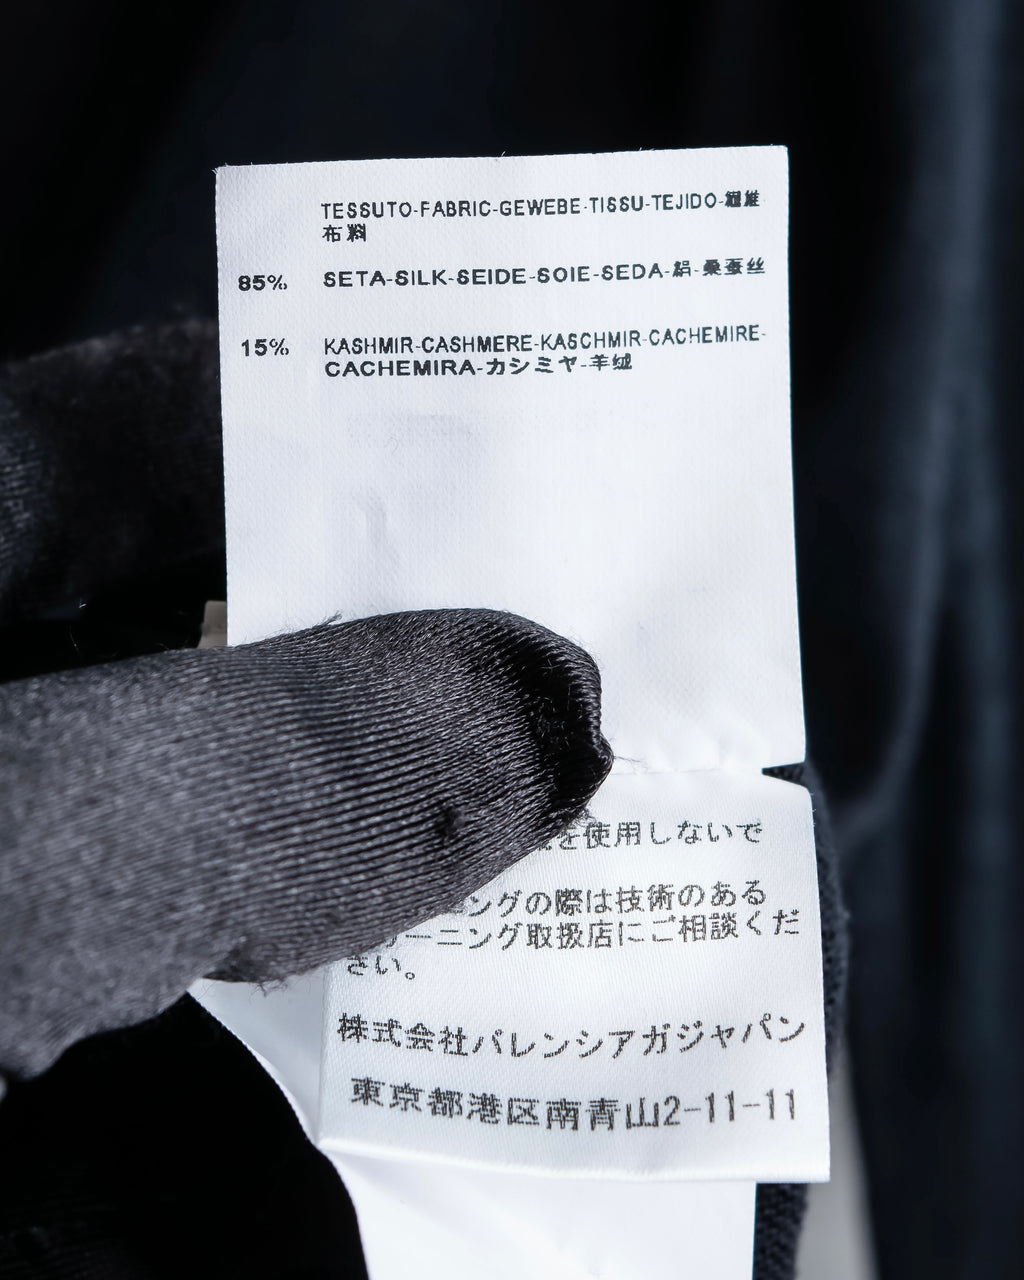 TESSUTO-FABRIC-GEWEBE-TISSU-TEJIDO-繊維
布料
85% SETA-SILK-SEIDE-SOIE-SEDA-絹-桑蚕丝
15% KASHMIR-CASHMERE-KASCHMIR-CACHEMIRE-
CACHEMIRA-カシミヤ-羊绒
を使用しないで
ングの際は技術のある
ーニング取扱店にご相談くだ
さい。
株式会社バレンシアガジャパン
東京都港区南青山2-11-11